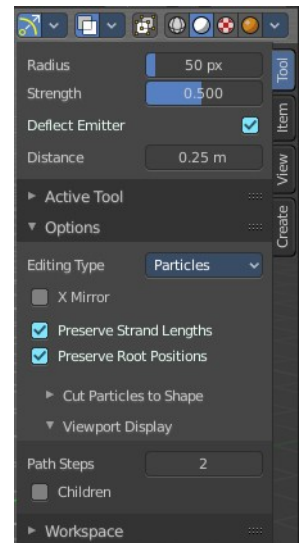 Radius 50 px
Strength 0.500
Deflect Emitter
Distance 0.25 m
Active Tool
Options
Editing Type Particles
X Mirror
Preserve Strand Lengths
Preserve Root Positions
Cut Particles to Shape
Viewport Display
Path Steps 2
Children
Workspace
Tool
Item
View
Create